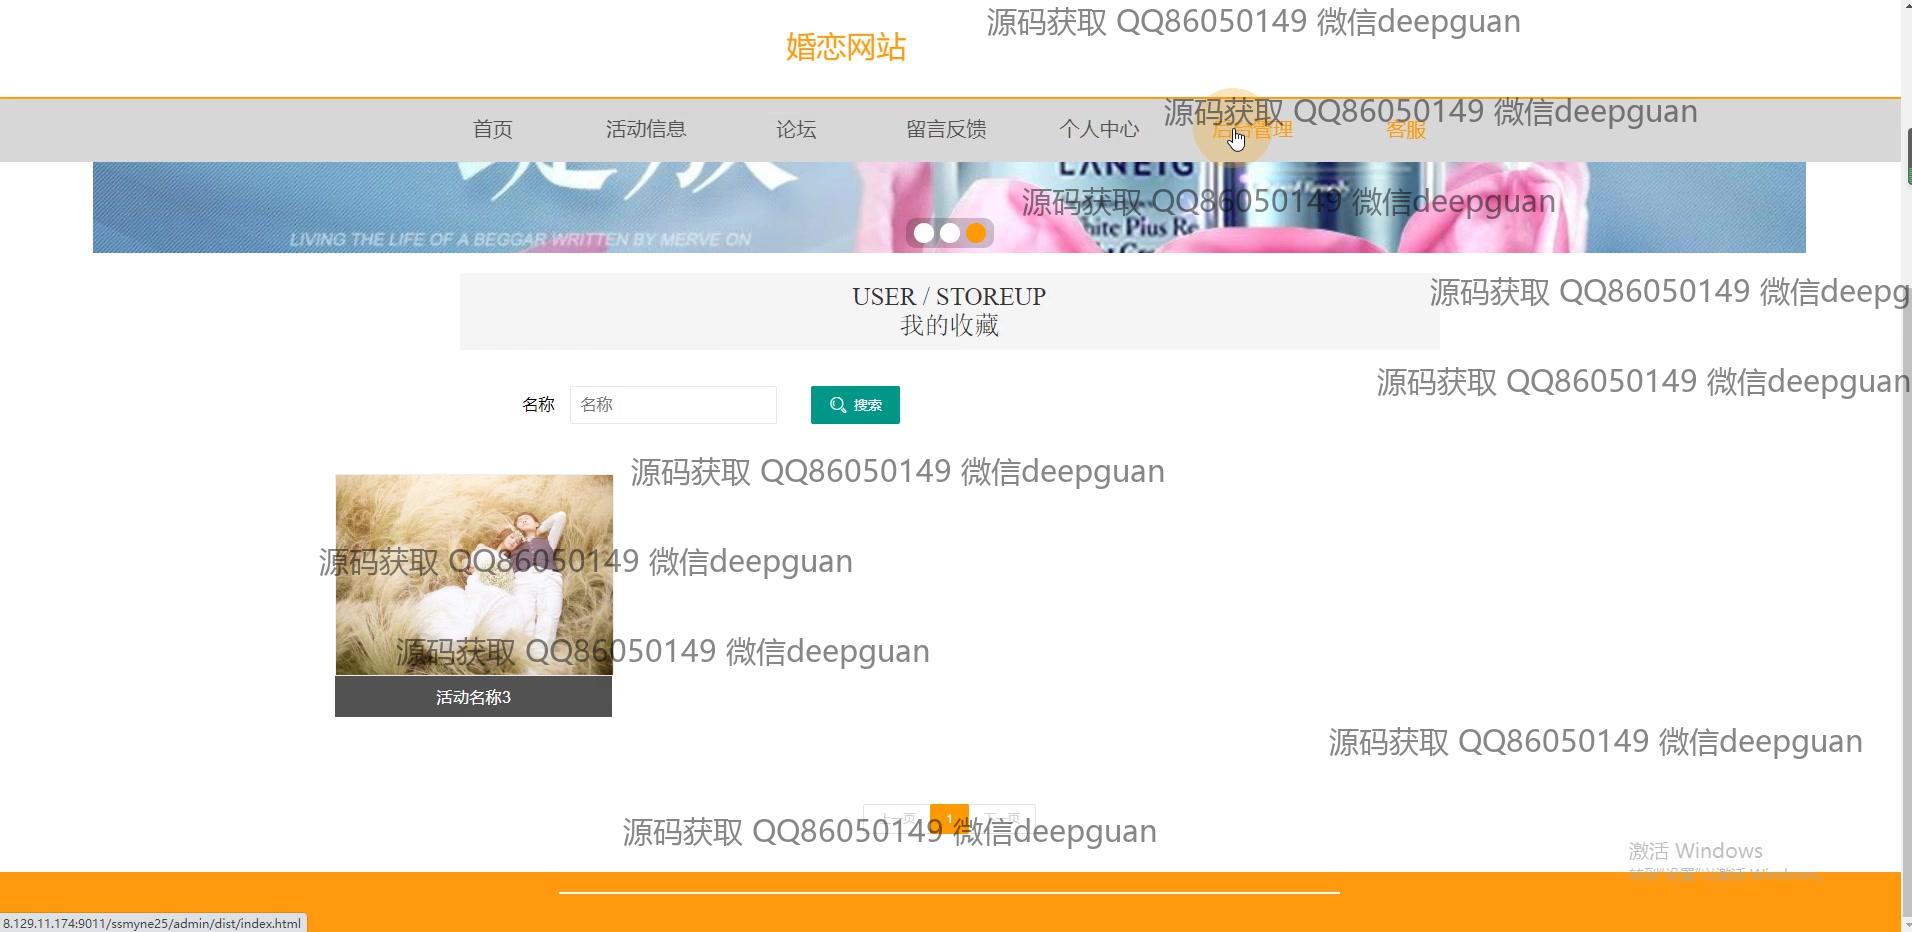 源码获取 QQ86050149 微信deepguan
婚恋网站
源码获取 QQ86050149 微信deepguan
首页 活动信息 论坛 留言反馈 个人中心 后台管理 客服
LANEIG
源码获取 QQ86050149 微信deepguan
White Plus Re
LIVING THE LIFE OF A BEGGAR WRITTEN BY MERVE ON
源码获取 QQ86050149 微信deepg
USER / STOREUP
我的收藏
源码获取 QQ86050149 微信deepguan
名称 名称 搜索
源码获取 QQ86050149 微信deepguan
源码获取 QQ86050149 微信deepguan
源码获取 QQ86050149 微信deepguan
活动名称3
源码获取 QQ86050149 微信deepguan
上一页 1 下一页
源码获取 QQ86050149 微信deepguan
激活 Windows
转到"设置"以激活 Windows。
8.129.11.174:9011/ssmyne25/admin/dist/index.html